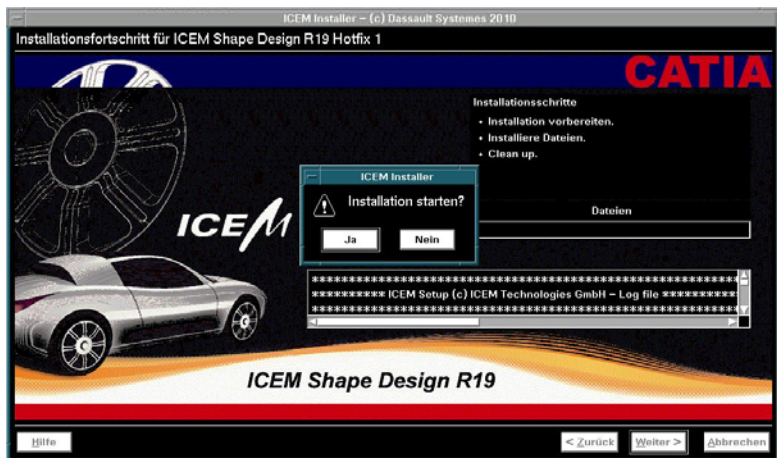 ICEM Installer – (c) Dassault Systemes 2010
Installationsfortschritt für ICEM Shape Design R19 Hotfix 1
CATIA
Installationsschritte
• Installation vorbereiten.
• Installiere Dateien.
• Clean up.
ICEM Installer
Installation starten?
Ja
Nein
ICEM
Dateien
************************************************************
********** ICEM Setup (c) ICEM Technologies GmbH – Log file **********
************************************************************
ICEM Shape Design R19
Hilfe
< Zurück
Weiter >
Abbrechen